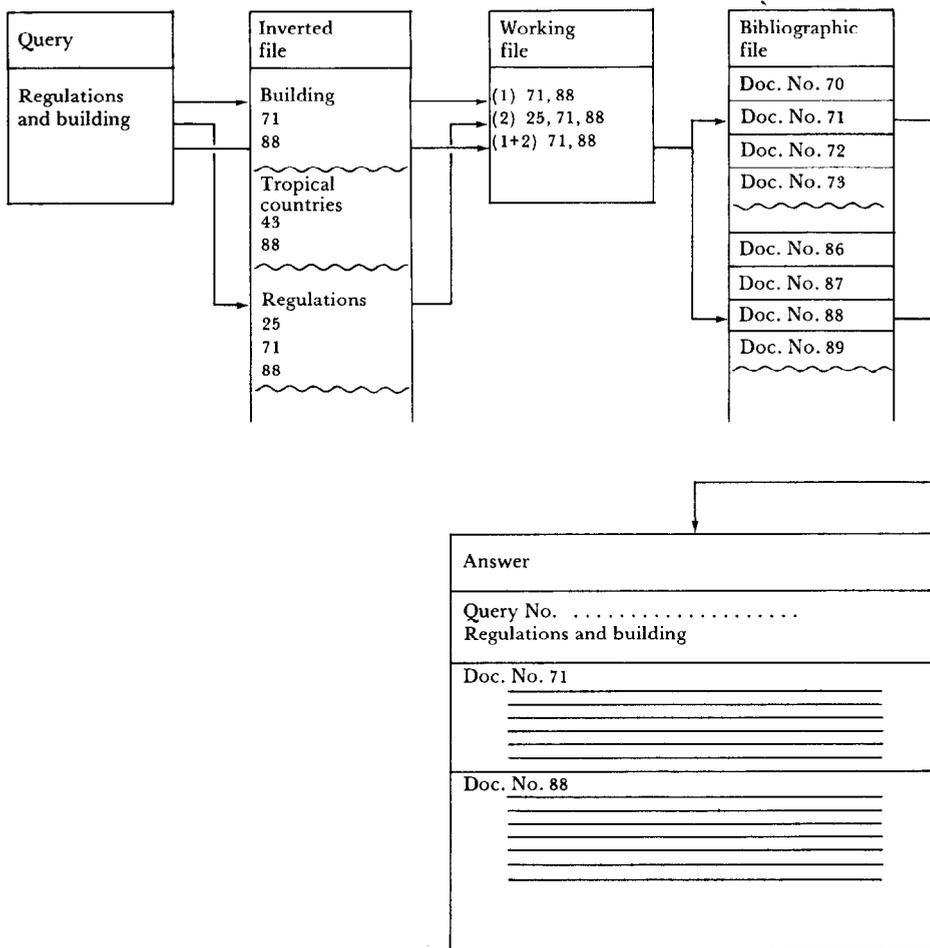 Query
Regulations
and building
Inverted
file
Building
71
88
Tropical
countries
43
88
Regulations
25
71
88
Working
file
(1) 71, 88
(2) 25, 71, 88
(1+2) 71, 88
Bibliographic
file
Doc. No. 70
Doc. No. 71
Doc. No. 72
Doc. No. 73
Doc. No. 86
Doc. No. 87
Doc. No. 88
Doc. No. 89
Answer
Query No. ....................
Regulations and building
Doc. No. 71
Doc. No. 88